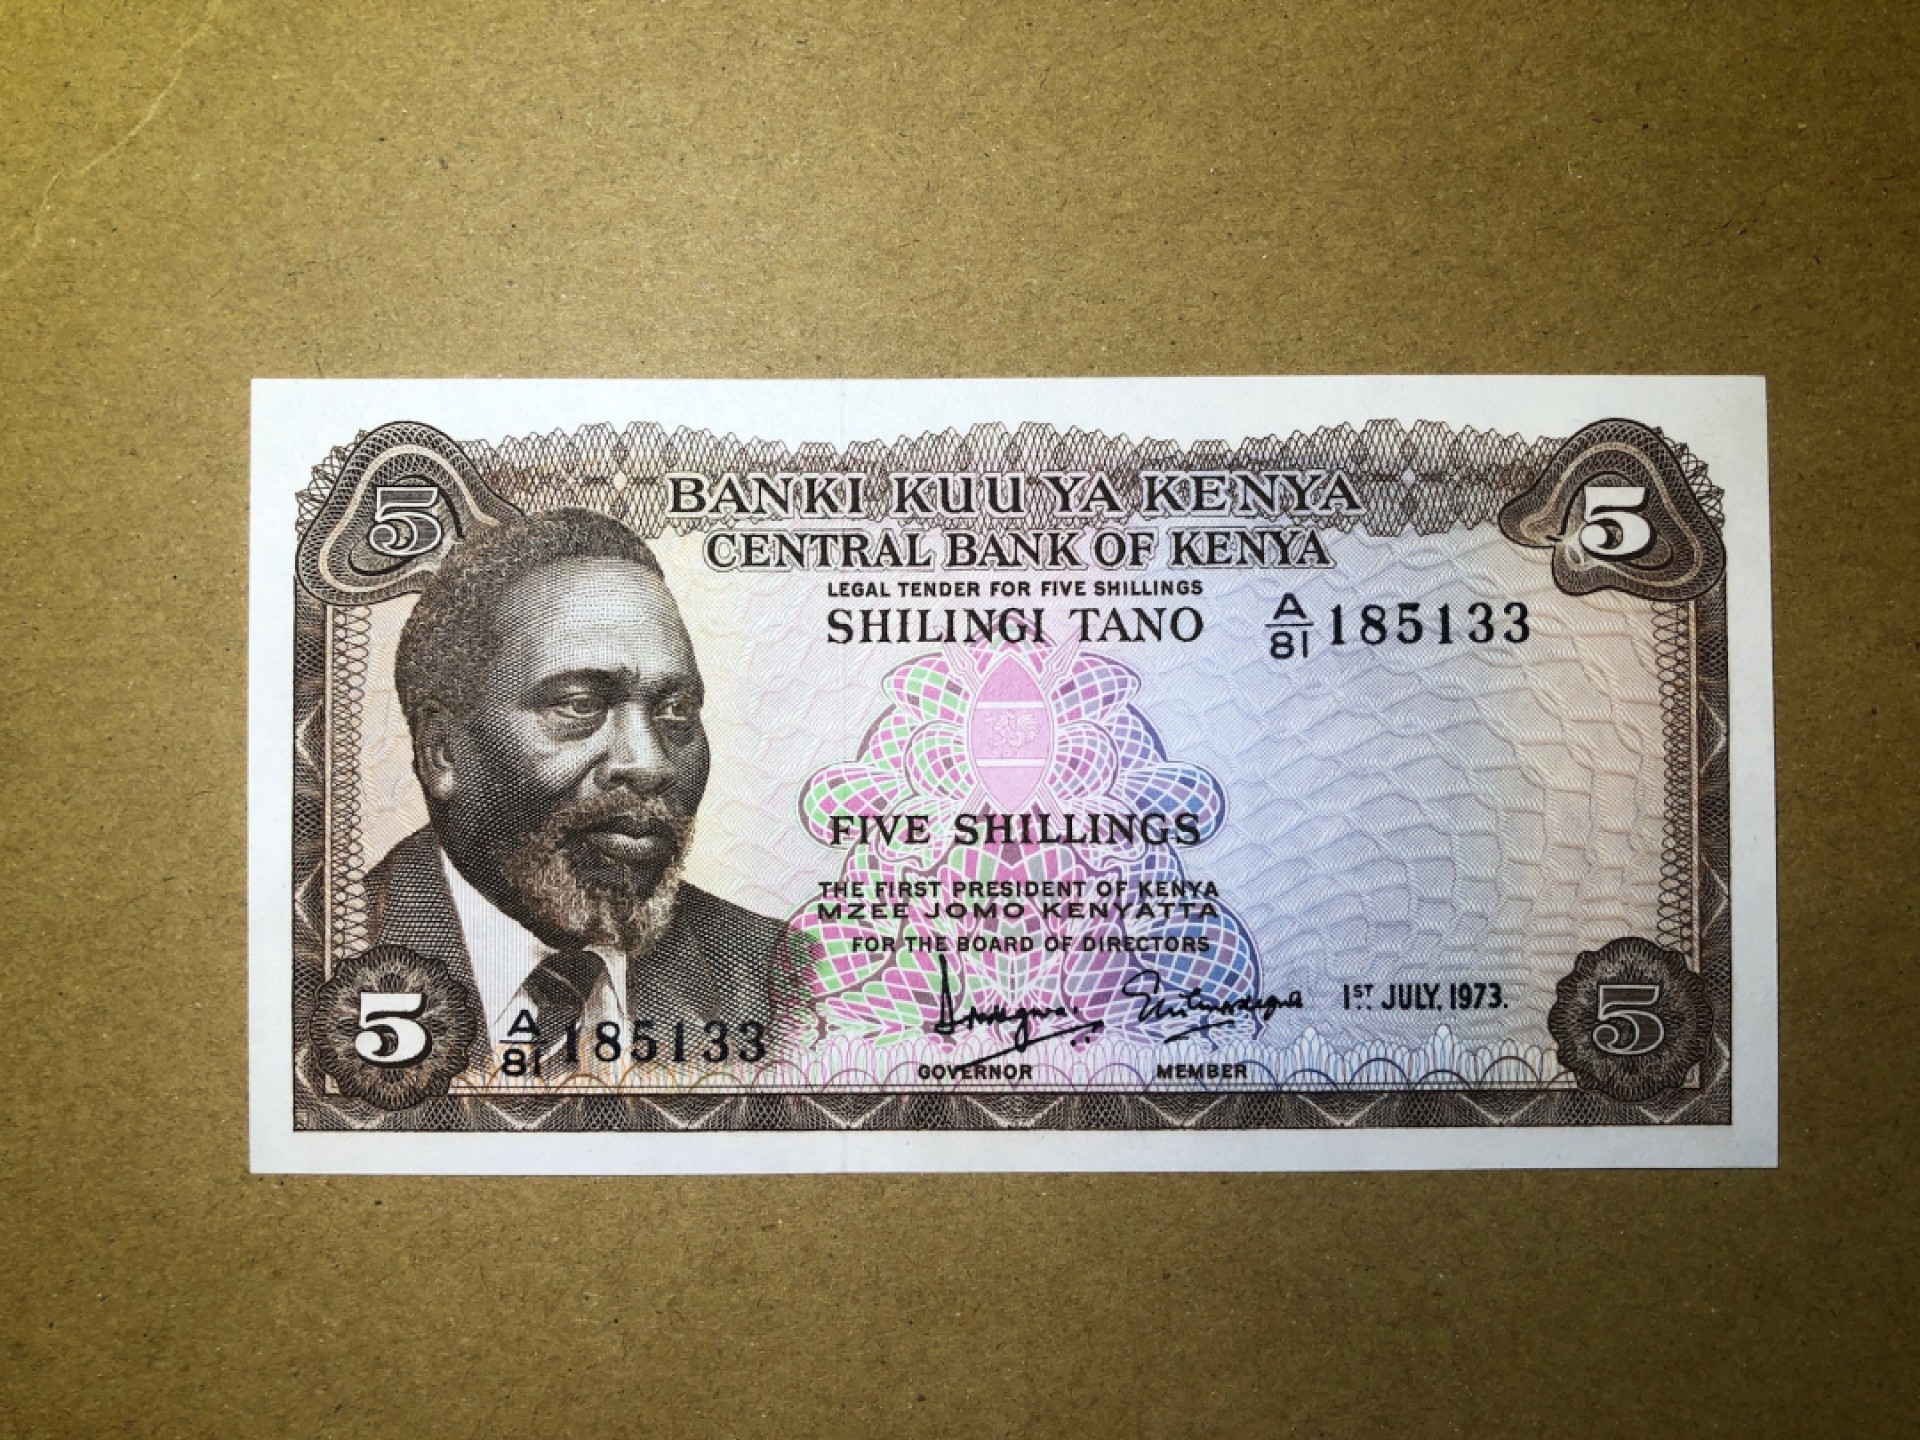 5 5
BANKI KUU YA KENYA
CENTRAL BANK OF KENYA
LEGAL TENDER FOR FIVE SHILLINGS
SHILINGI TANO A/81 185133
FIVE SHILLINGS
THE FIRST PRESIDENT OF KENYA
MZEE JOMO KENYATTA
FOR THE BOARD OF DIRECTORS
1ST JULY, 1973.
5 A/81 185133 5
GOVERNOR MEMBER